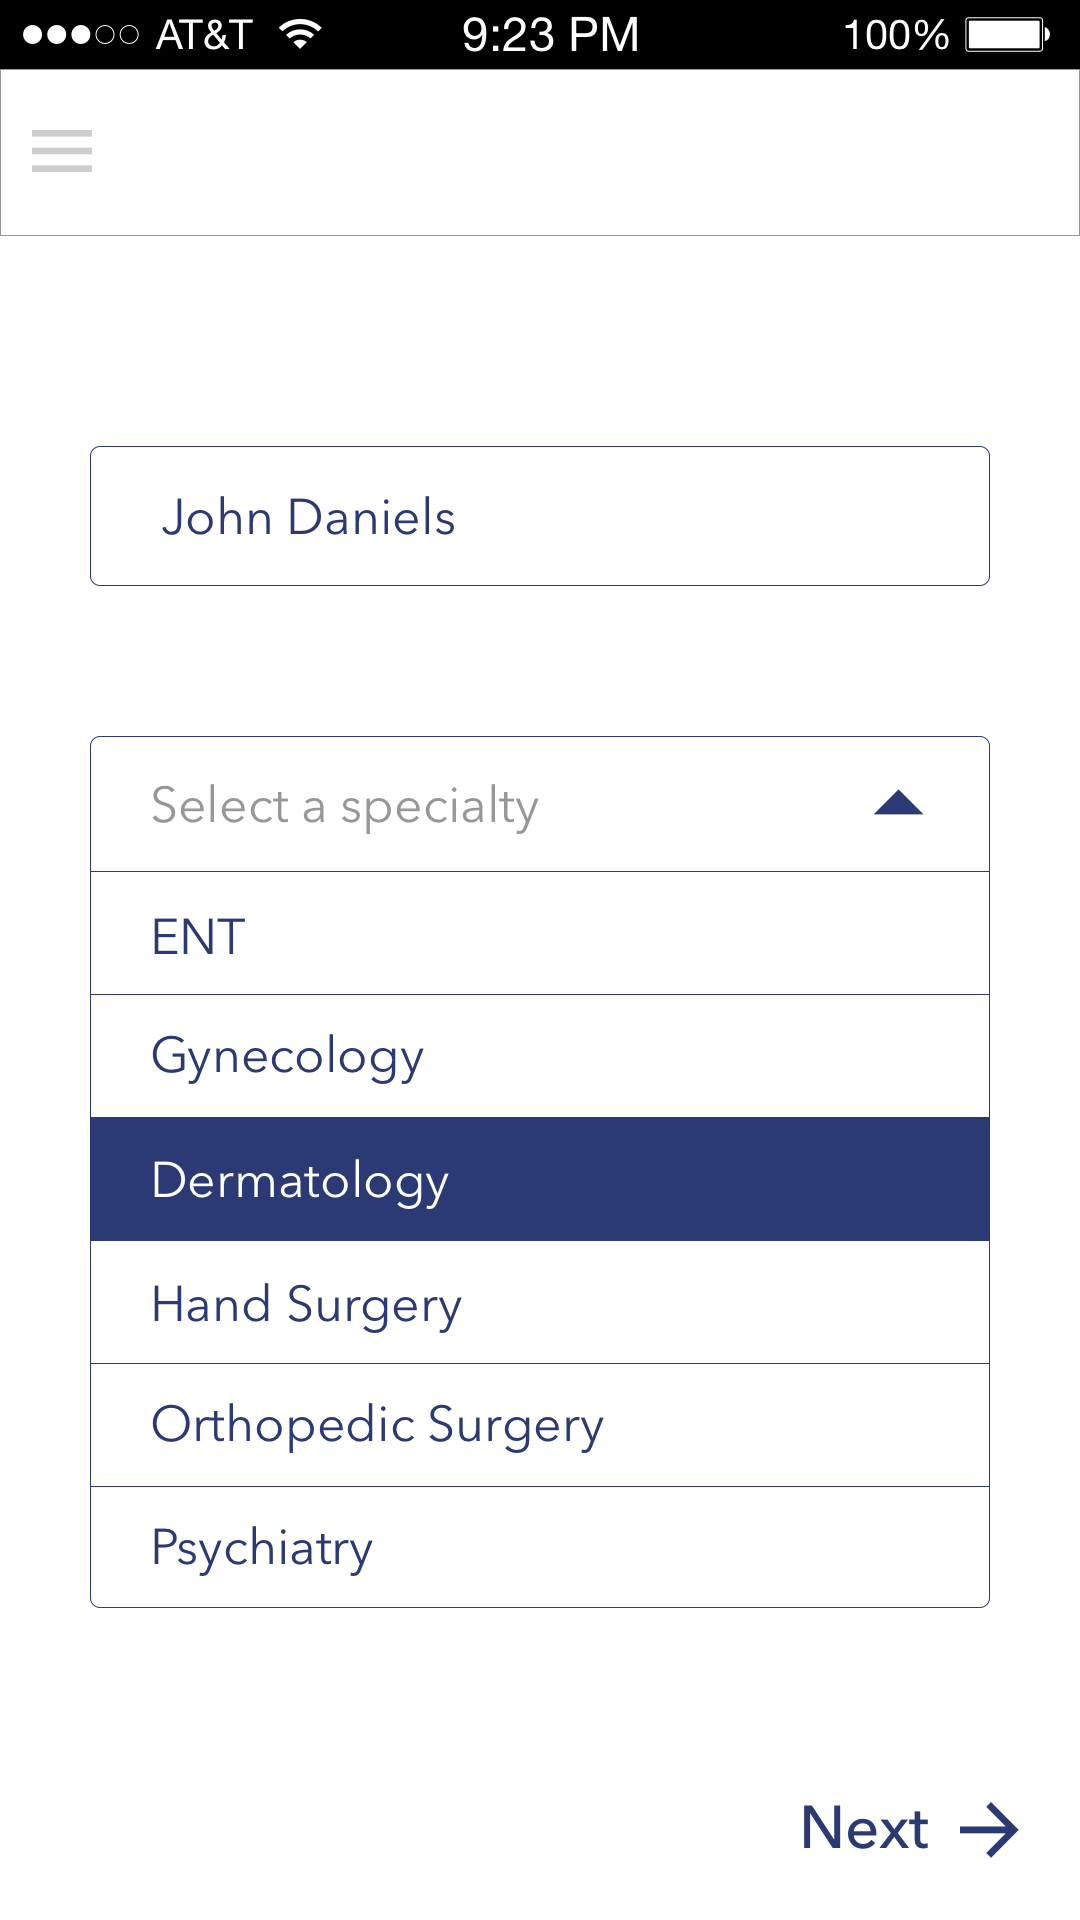 AT&T 9:23 PM 100%
John Daniels
Select a specialty
ENT
Gynecology
Dermatology
Hand Surgery
Orthopedic Surgery
Psychiatry
Next